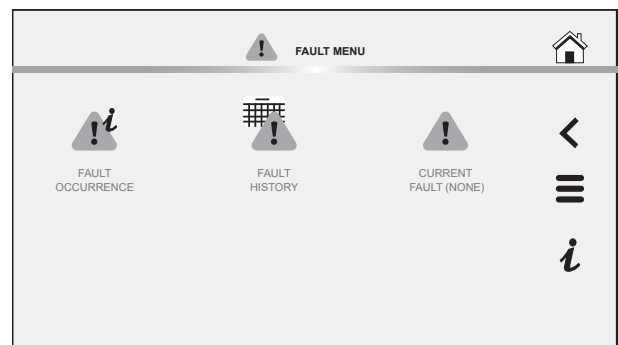 FAULT MENU
FAULT
OCCURRENCE
FAULT
HISTORY
CURRENT
FAULT (NONE)